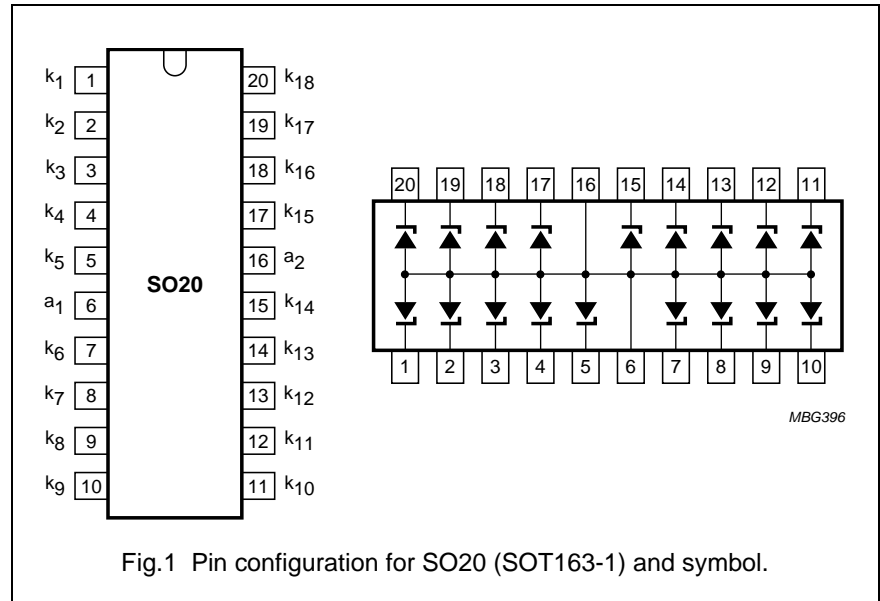 k1 1 20 k18
k2 2 19 k17
k3 3 18 k16
k4 4 17 k15
k5 5 16 a2
SO20
a1 6 15 k14
k6 7 14 k13
k7 8 13 k12
k8 9 12 k11
k9 10 11 k10
20 19 18 17 16 15 14 13 12 11
1 2 3 4 5 6 7 8 9 10
MBG396
Fig.1 Pin configuration for SO20 (SOT163-1) and symbol.